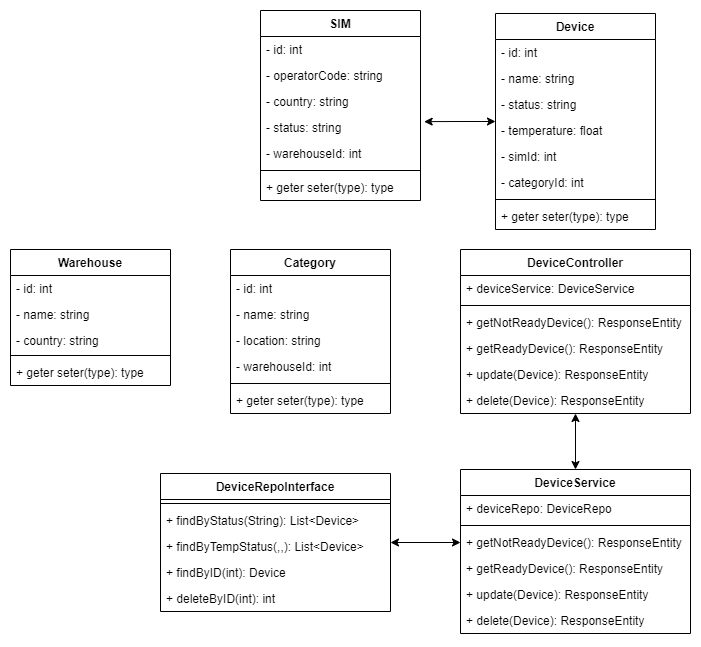 SIM
- id: int
- operatorCode: string
- country: string
- status: string
- warehouseId: int
+ geter seter(type): type
Device
- id: int
- name: string
- status: string
- temperature: float
- simId: int
- categoryId: int
+ geter seter(type): type
Warehouse
- id: int
- name: string
- country: string
+ geter seter(type): type
Category
- id: int
- name: string
- location: string
- warehouseId: int
+ geter seter(type): type
DeviceController
+ deviceService: DeviceService
+ getNotReadyDevice(): ResponseEntity
+ getReadyDevice(): ResponseEntity
+ update(Device): ResponseEntity
+ delete(Device): ResponseEntity
DeviceRepoInterface
+ findByStatus(String): List<Device>
+ findByTempStatus(,,): List<Device>
+ findByID(int): Device
+ deleteByID(int): int
DeviceService
+ deviceRepo: DeviceRepo
+ getNotReadyDevice(): ResponseEntity
+ getReadyDevice(): ResponseEntity
+ update(Device): ResponseEntity
+ delete(Device): ResponseEntity